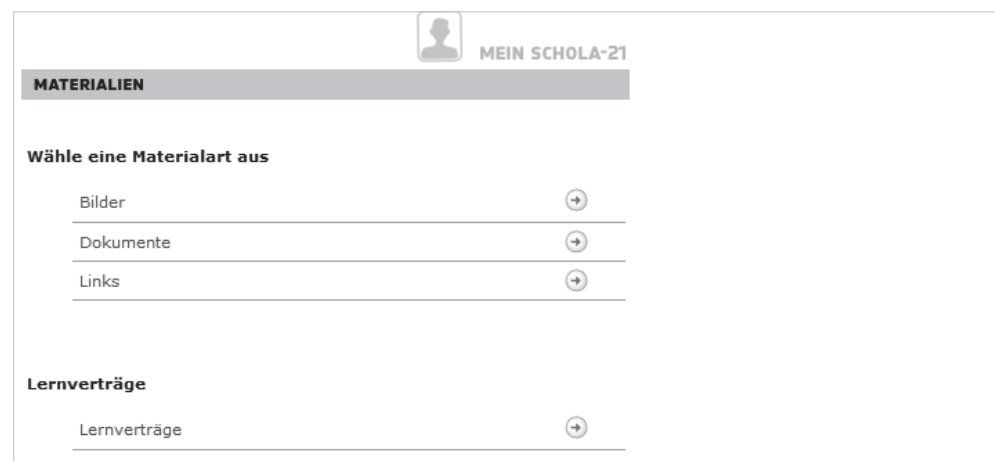 MEIN SCHOLA-21
MATERIALIEN
Wähle eine Materialart aus
Bilder
Dokumente
Links
Lernverträge
Lernverträge